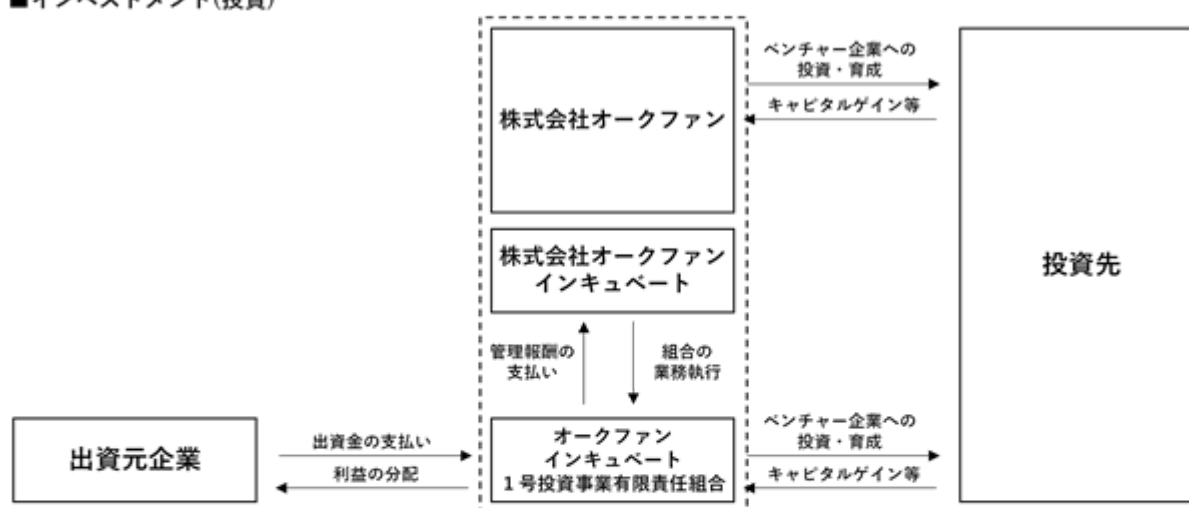 ■インベストメント(投資)
株式会社オークファン
ベンチャー企業への
投資・育成
キャピタルゲイン等
株式会社オークファン
インキュベート
投資先
管理報酬の
支払い
組合の
業務執行
出資元企業
出資金の支払い
利益の分配
オークファン
インキュベート
1号投資事業有限責任組合
ベンチャー企業への
投資・育成
キャピタルゲイン等